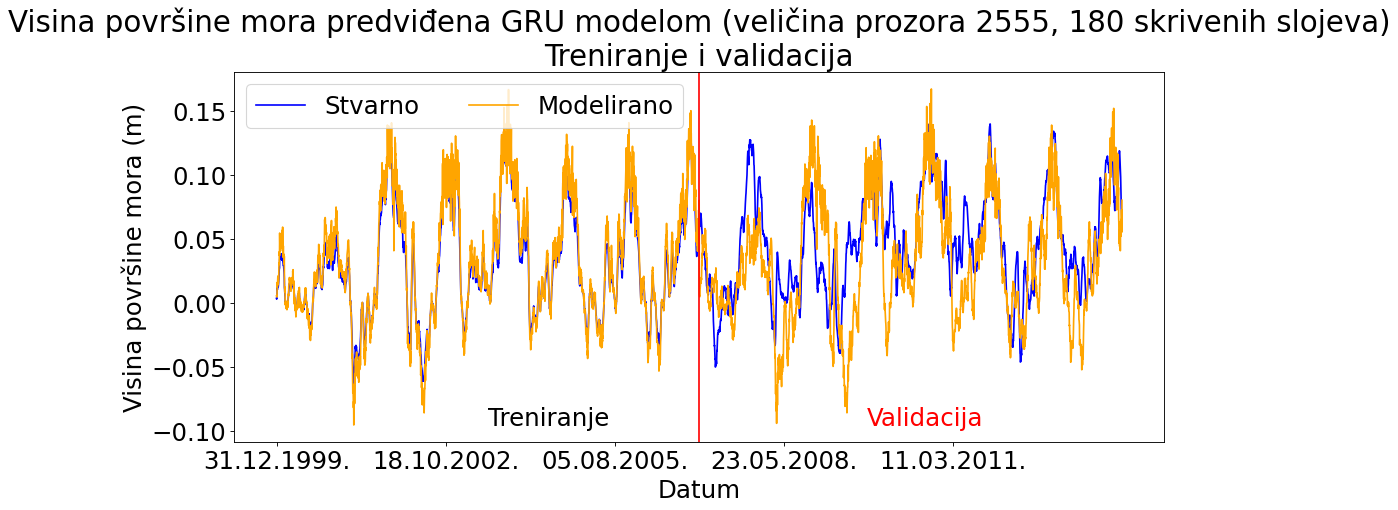 Visina površine mora predviđena GRU modelom (veličina prozora 2555, 180 skrivenih slojeva)
Treniranje i validacija
Stvarno
Modelirano
Visina površine mora (m)
0.15
0.10
0.05
0.00
−0.05
−0.10
Treniranje
Validacija
31.12.1999.
18.10.2002.
05.08.2005.
23.05.2008.
11.03.2011.
Datum